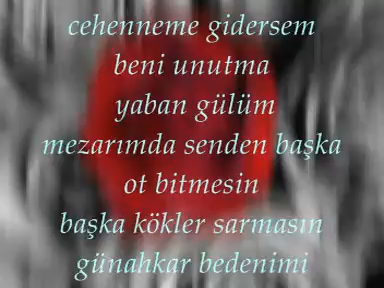 cehenneme gidersem
beni unutma
yaban gülüm
mezarımda senden başka
ot bitmesin
başka kökler sarmasın
günahkar bedenimi